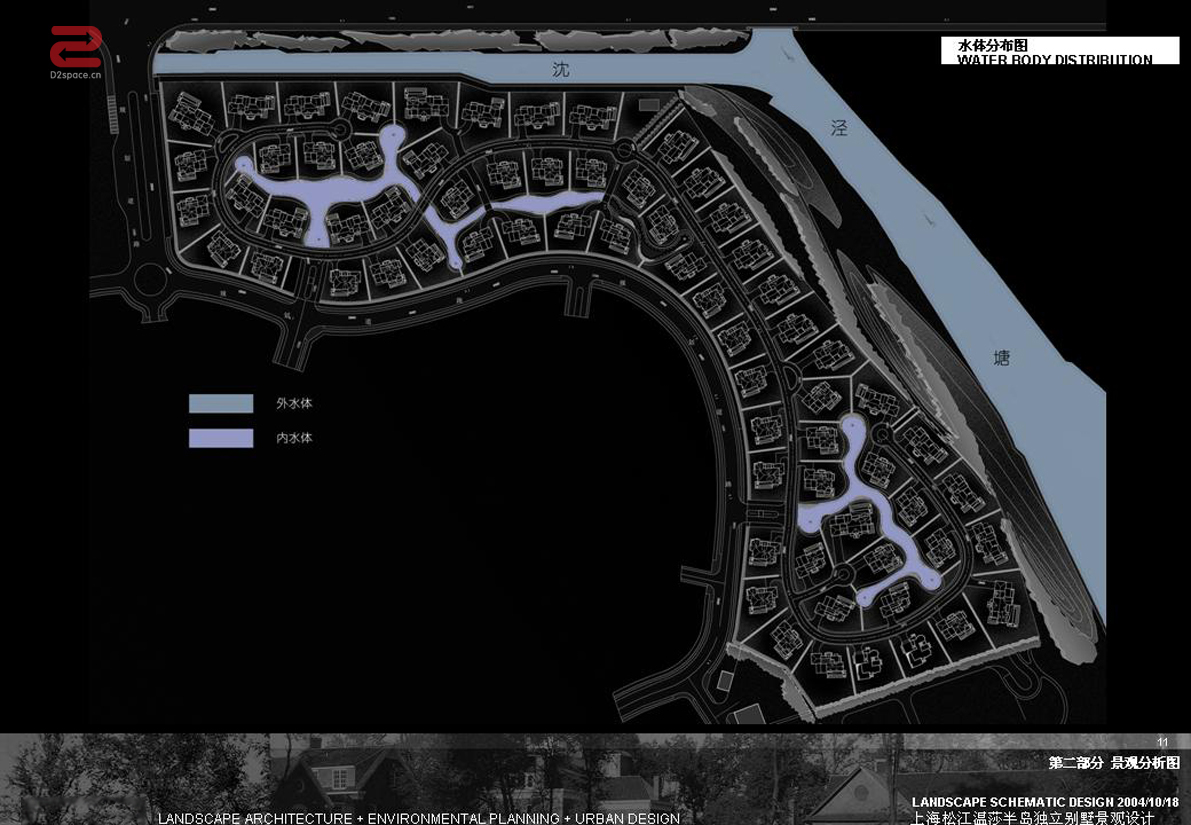 D2space.cn
水体分布图
WATER BODY DISTRIBUTION
沈
泾
塘
外水体
内水体
11
第二部分 景观分析图
LANDSCAPE SCHEMATIC DESIGN 2004/10/18
上海松江温莎半岛独立别墅景观设计
LANDSCAPE ARCHITECTURE + ENVIRONMENTAL PLANNING + URBAN DESIGN